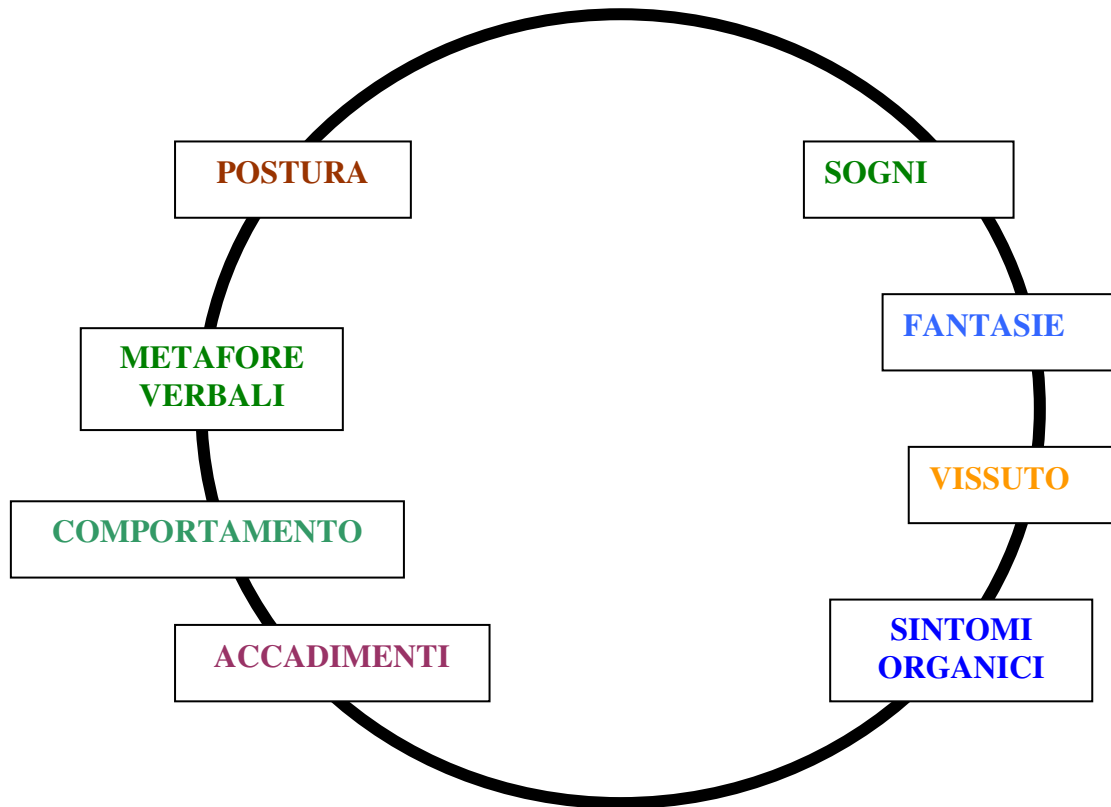 POSTURA
SOGNI
FANTASIE
METAFORE
VERBALI
VISSUTO
COMPORTAMENTO
SINTOMI
ORGANICI
ACCADIMENTI